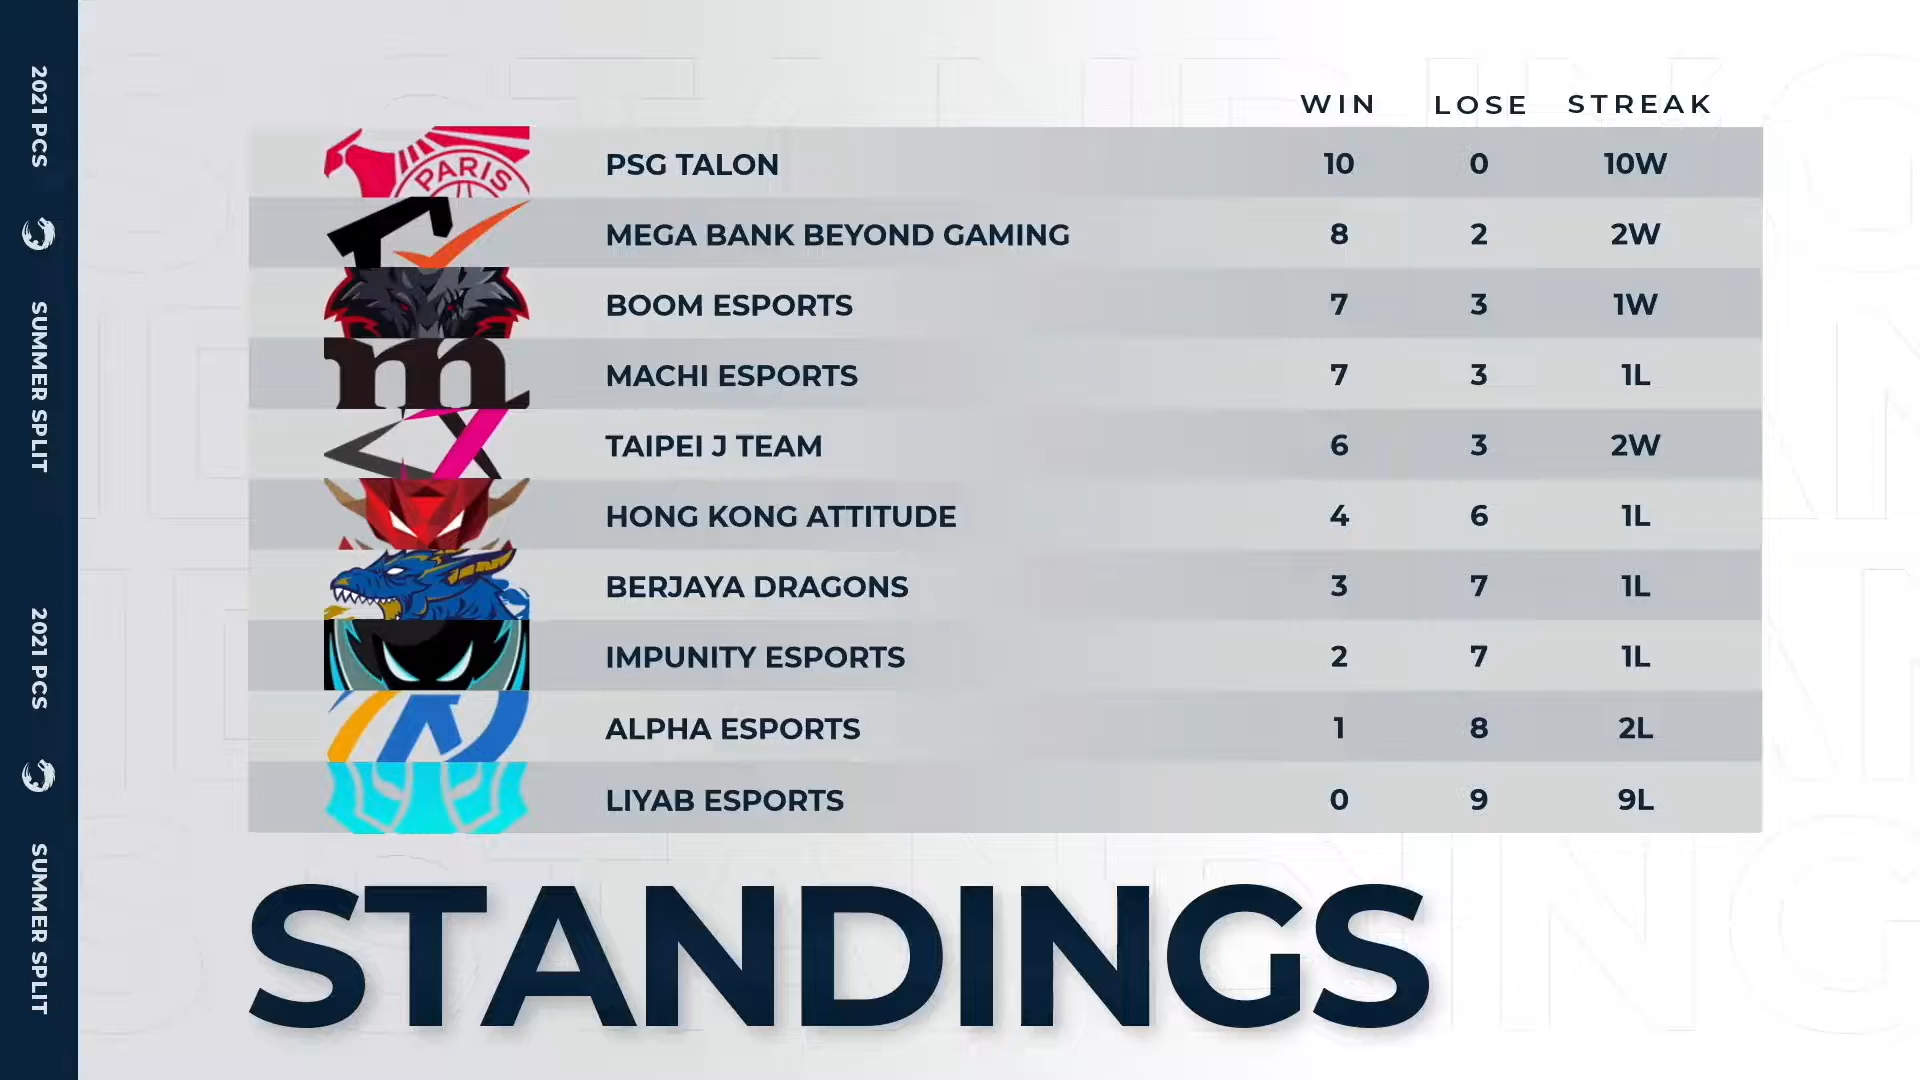 2021 PCS
SUMMER SPLIT
2021 PCS
SUMMER SPLIT
WIN LOSE STREAK
PARIS
PSG TALON 10 0 10W
MEGA BANK BEYOND GAMING 8 2 2W
BOOM ESPORTS 7 3 1W
m
MACHI ESPORTS 7 3 1L
TAIPEI J TEAM 6 3 2W
HONG KONG ATTITUDE 4 6 1L
BERJAYA DRAGONS 3 7 1L
IMPUNITY ESPORTS 2 7 1L
ALPHA ESPORTS 1 8 2L
LIYAB ESPORTS 0 9 9L
STANDINGS